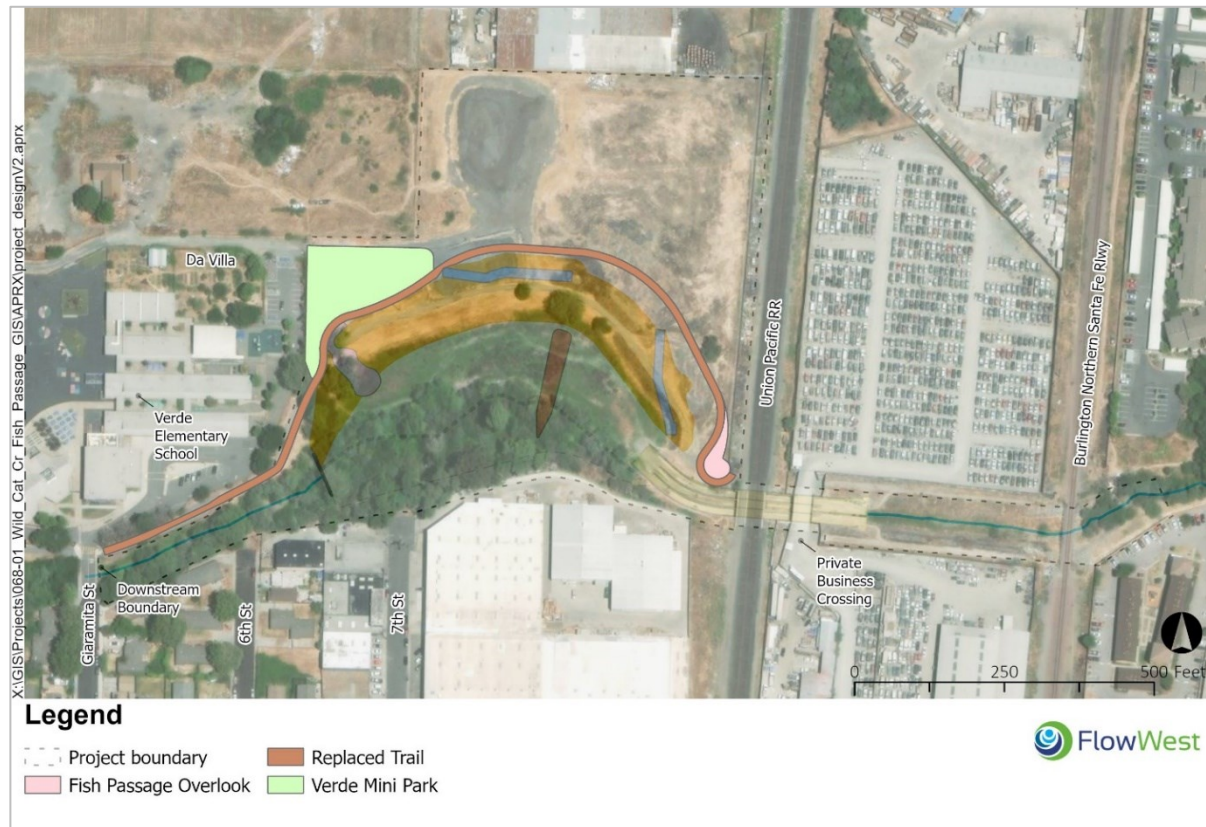 X:\GIS\Projects\068-01_Wild_Cat_Cr_Fish_Passage_GIS\APRX\project_designV2.aprx
Da Villa
Verde
Elementary
School
Union Pacific RR
Burlington Northern Santa Fe Rlwy
Downstream
Boundary
Giaramita St
6th St
7th St
Private
Business
Crossing
0 250 500 Feet
Legend
Project boundary
Replaced Trail
Fish Passage Overlook
Verde Mini Park
FlowWest